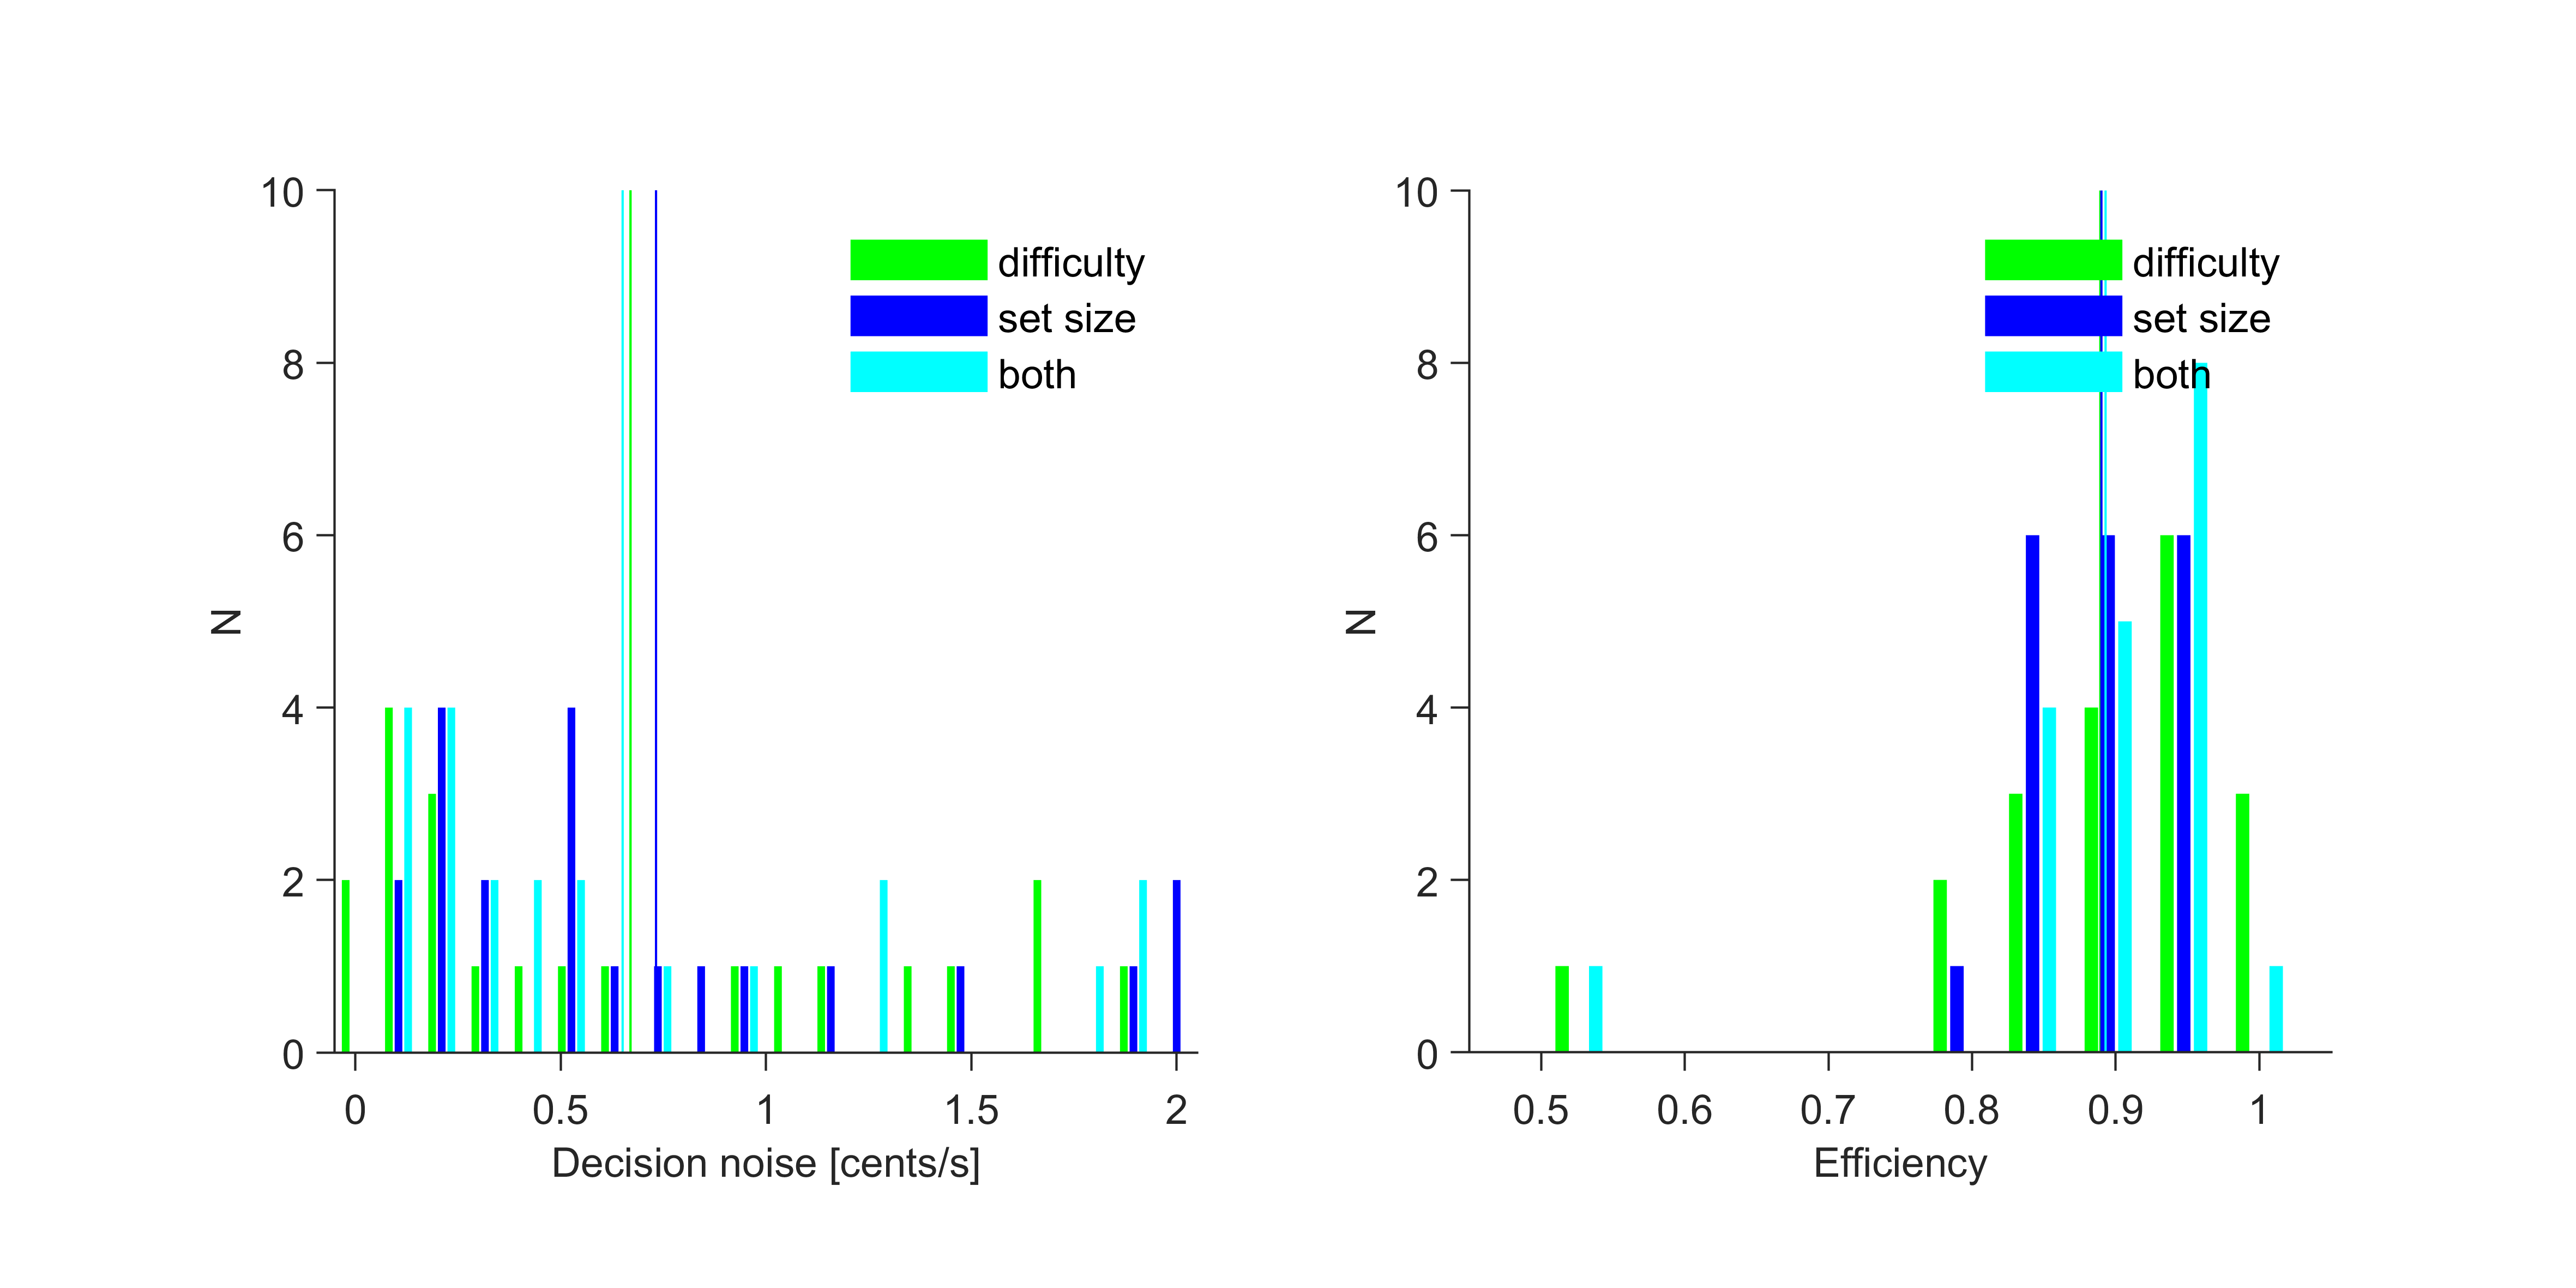 10
8
6
4
2
0
N
0 0.5 1 1.5 2
Decision noise [cents/s]
difficulty
set size
both
10
8
6
4
2
0
N
0.5 0.6 0.7 0.8 0.9 1
Efficiency
difficulty
set size
both